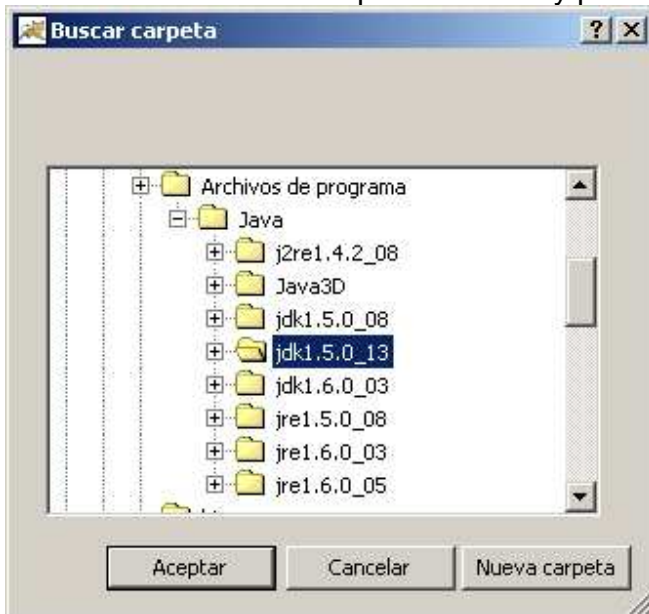 Buscar carpeta
Archivos de programa
Java
j2re1.4.2_08
Java3D
jdk1.5.0_08
jdk1.5.0_13
jdk1.6.0_03
jre1.5.0_08
jre1.6.0_03
jre1.6.0_05
Aceptar Cancelar Nueva carpeta